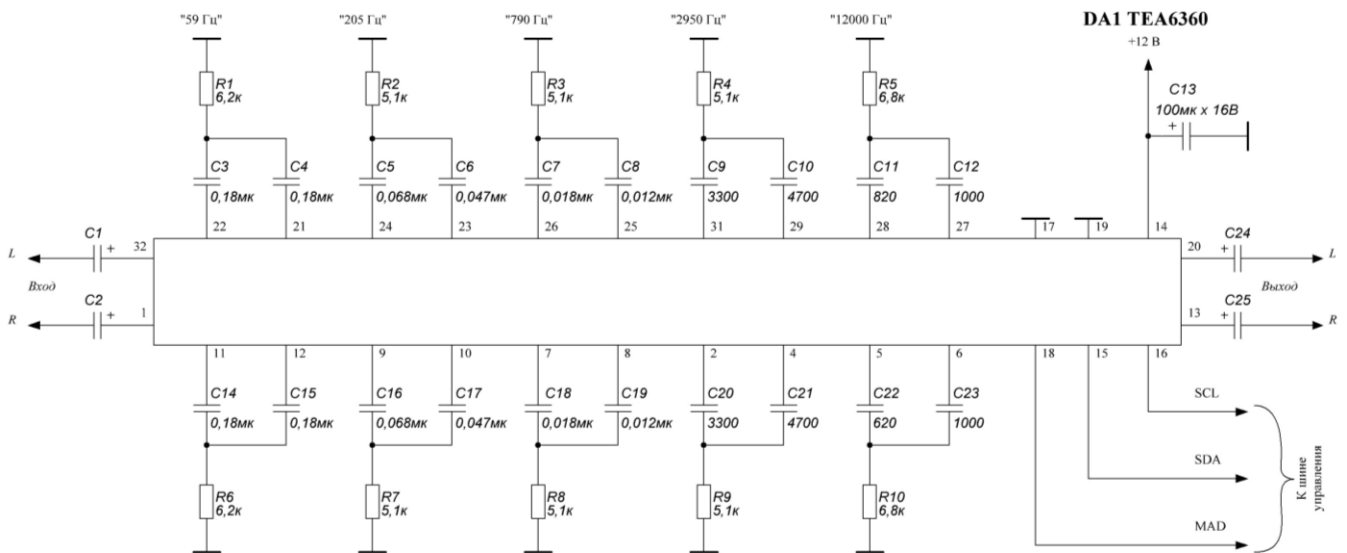 "59 Гц" "205 Гц" "790 Гц" "2950 Гц" "12000 Гц" DA1 TEA6360
+12 В
R1 R2 R3 R4 R5 C13
6,2к 5,1к 5,1к 5,1к 6,8к 100мк x 16В
+
C3 C4 C5 C6 C7 C8 C9 C10 C11 C12
0,18мк 0,18мк 0,068мк 0,047мк 0,018мк 0,012мк 3300 4700 820 1000
22 21 24 23 26 25 31 29 28 27 17 19 14
C1 + 32 20 + C24
L L
Вход Выход
C2 + 1 13 + C25
R R
11 12 9 10 7 8 2 4 5 6 18 15 16
C14 C15 C16 C17 C18 C19 C20 C21 C22 C23 SCL
0,18мк 0,18мк 0,068мк 0,047мк 0,018мк 0,012мк 3300 4700 620 1000
SDA
К шине
управления
R6 R7 R8 R9 R10
6,2к 5,1к 5,1к 5,1к 6,8к
MAD